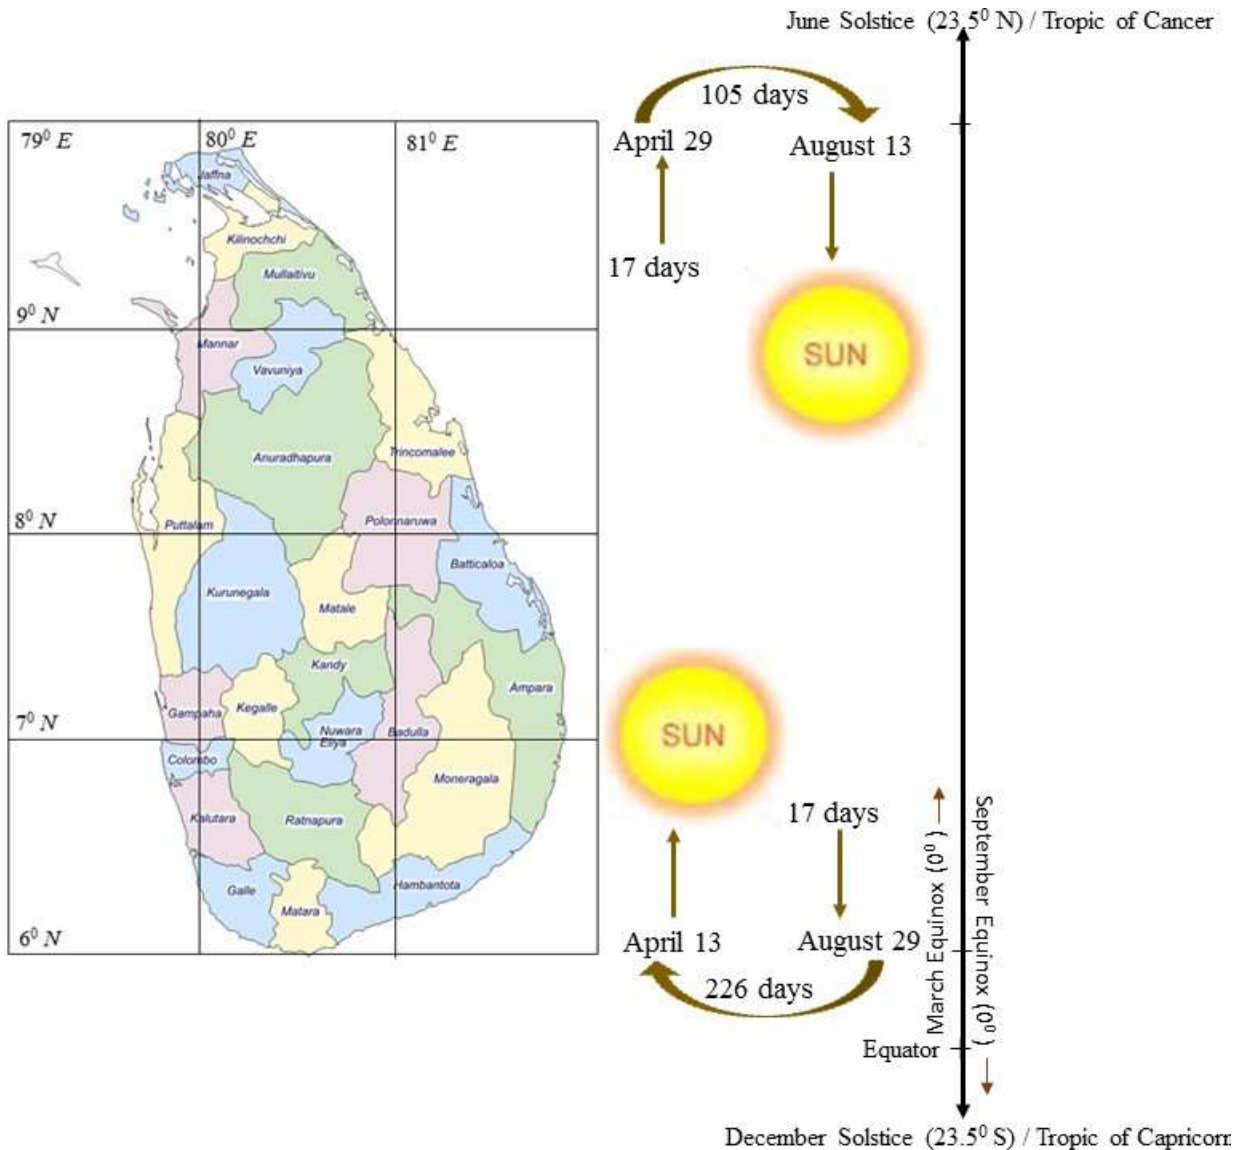 June Solstice (23.5⁰ N) / Tropic of Cancer
105 days
79⁰ E
80⁰ E
81⁰ E
April 29
August 13
Jaffna
Kilinochchi
17 days
Mullaitivu
9⁰ N
Mannar
SUN
Vavuniya
Trincomalee
Anuradhapura
8⁰ N
Puttalam
Polonnaruwa
Batticaloa
Kurunegala
Matale
Kandy
Ampara
Gampaha
Kegalle
7⁰ N
Nuwara
Eliya
Badulla
SUN
Colombo
Moneragala
Kalutara
Ratnapura
17 days
March Equinox (0⁰ )
September Equinox (0⁰ )
Galle
Hambantota
Matara
6⁰ N
April 13
August 29
226 days
Equator
December Solstice (23.5⁰ S) / Tropic of Capricorn